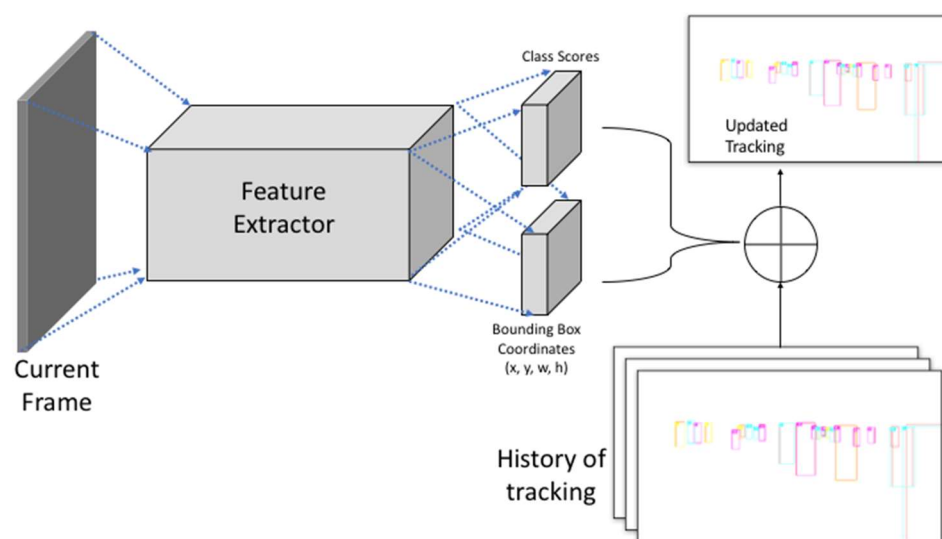 Class Scores
Updated
Tracking
Feature
Extractor
Bounding Box
Coordinates
(x, y, w, h)
Current
Frame
History of
tracking